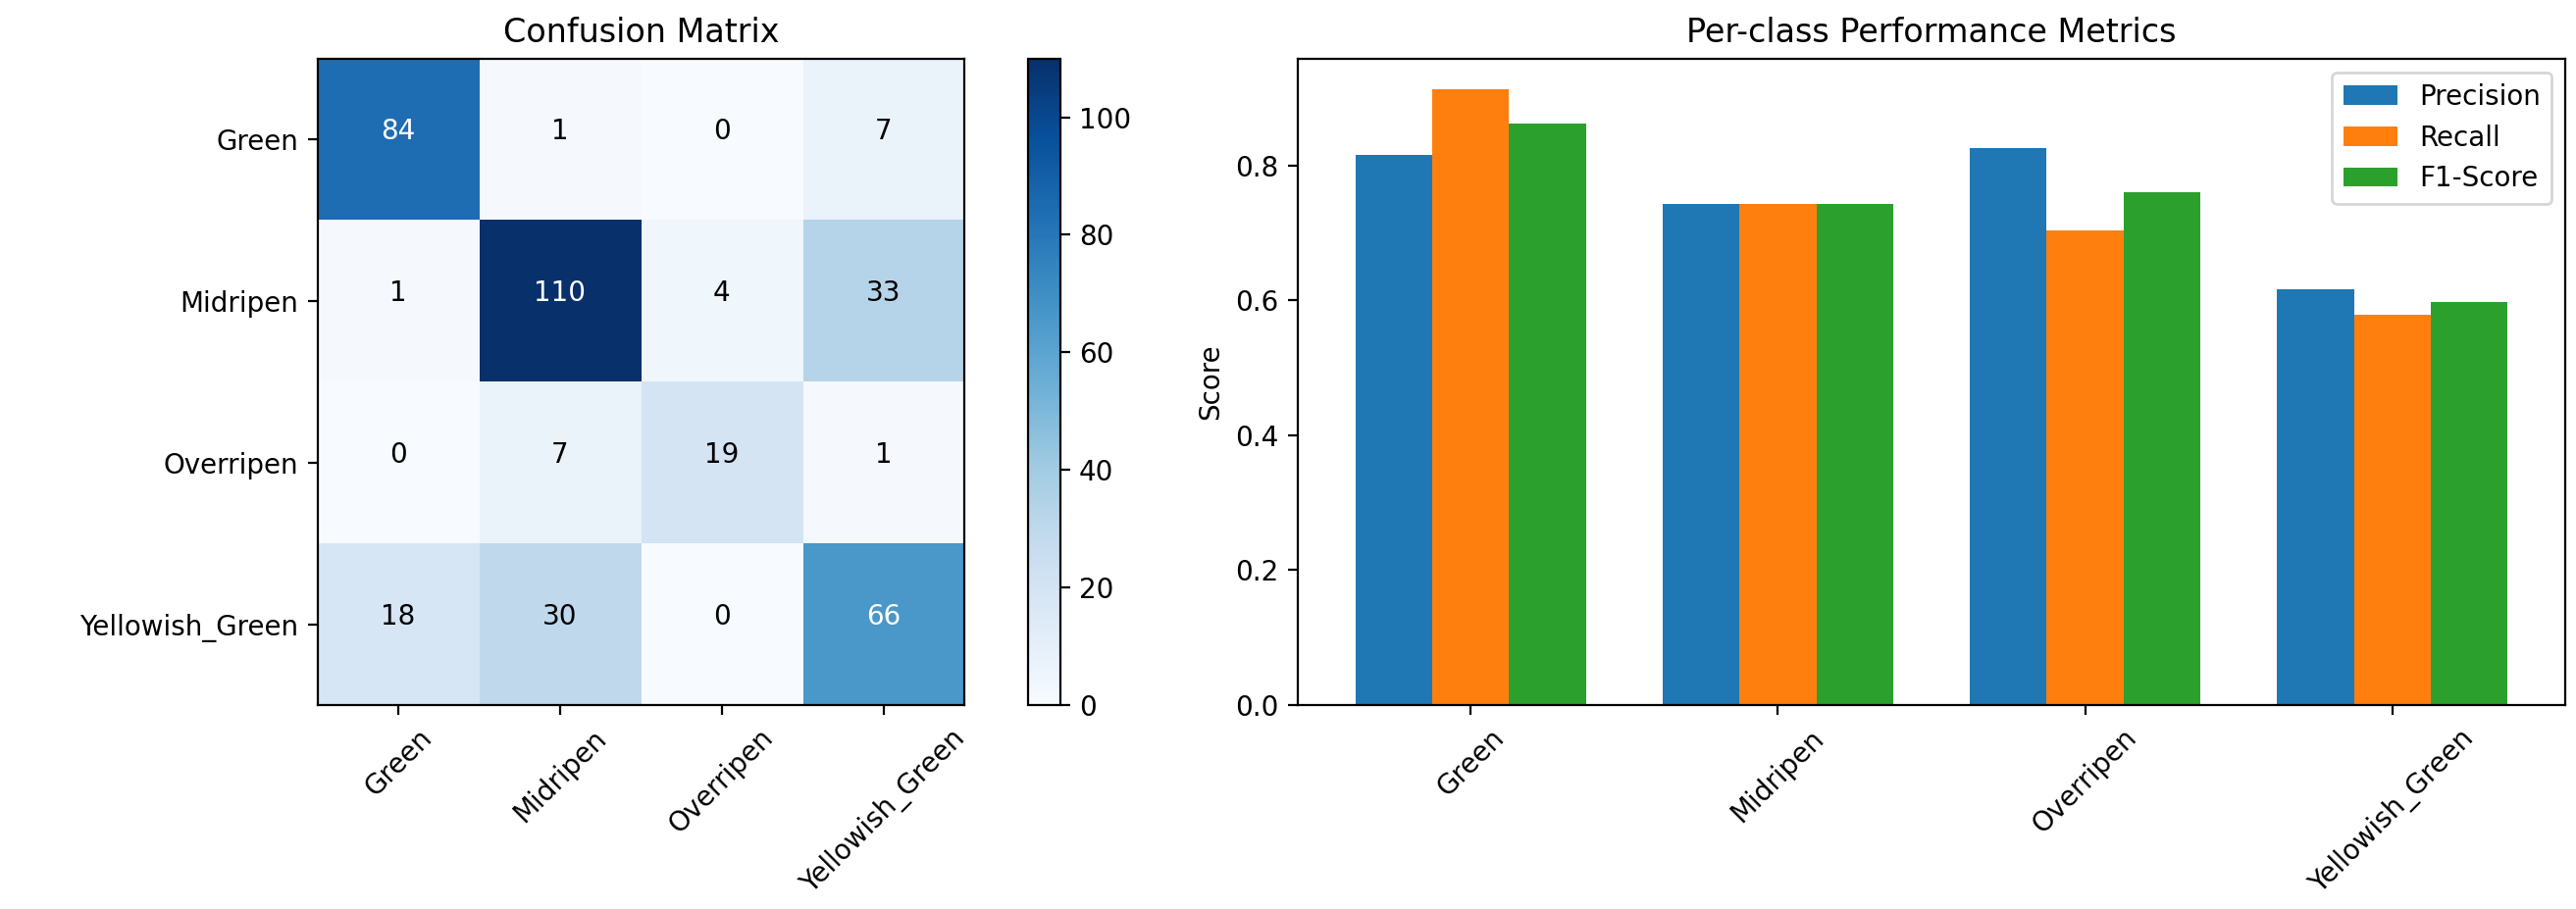 Confusion Matrix
Green 84 1 0 7
Midripen 1 110 4 33
Overripen 0 7 19 1
Yellowish_Green 18 30 0 66
Green Midripen Overripen Yellowish_Green
100
80
60
40
20
0
Per-class Performance Metrics
Precision
Recall
F1-Score
Score
0.8
0.6
0.4
0.2
0.0
Green Midripen Overripen Yellowish_Green